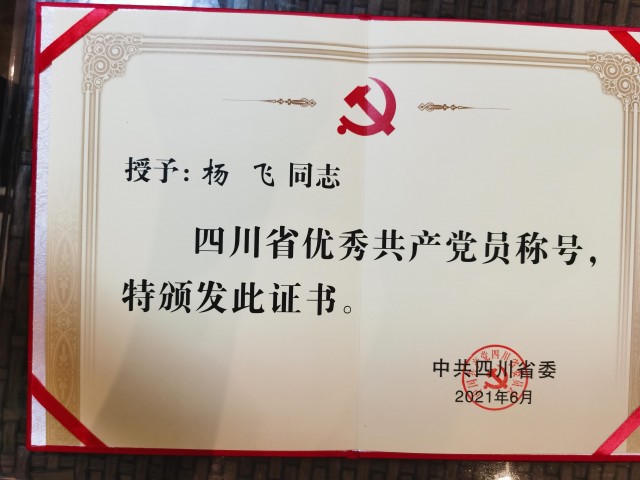 授予：杨 飞 同志
四川省优秀共产党员称号，
特颁发此证书。
中共四川省委
2021年6月